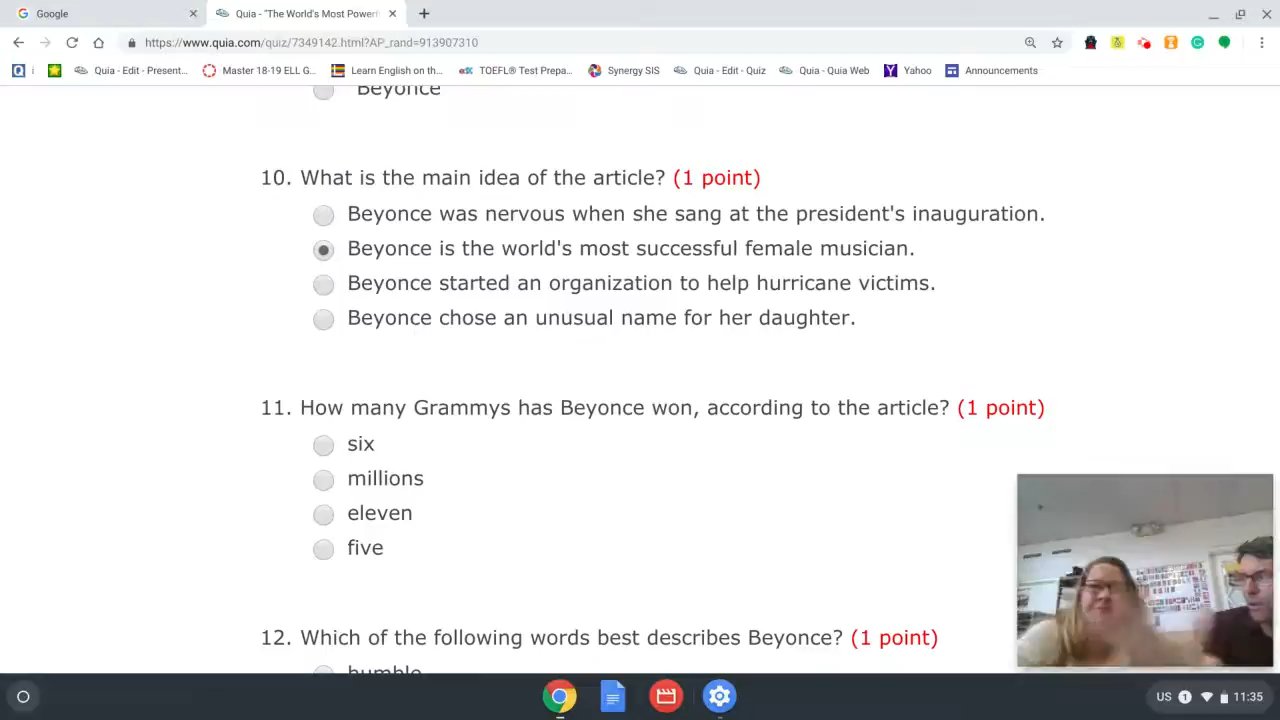 Google
Quia - "The World's Most Powerf
https://www.quia.com/quiz/7349142.html?AP_rand=913907310
i
Quia - Edit - Present...
Master 18-19 ELL G...
Learn English on th...
TOEFL® Test Prepa...
Synergy SIS
Quia - Edit - Quiz
Quia - Quia Web
Yahoo
Announcements
Beyonce
10. What is the main idea of the article? (1 point)
Beyonce was nervous when she sang at the president's inauguration.
Beyonce is the world's most successful female musician.
Beyonce started an organization to help hurricane victims.
Beyonce chose an unusual name for her daughter.
11. How many Grammys has Beyonce won, according to the article? (1 point)
six
millions
eleven
five
12. Which of the following words best describes Beyonce? (1 point)
humble
US 1 11:35